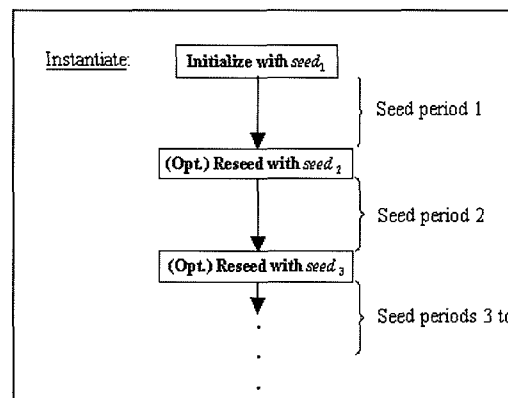 Instantiate:
Initialize with seed1
Seed period 1
(Opt.) Reseed with seed2
Seed period 2
(Opt.) Reseed with seed3
Seed periods 3 to